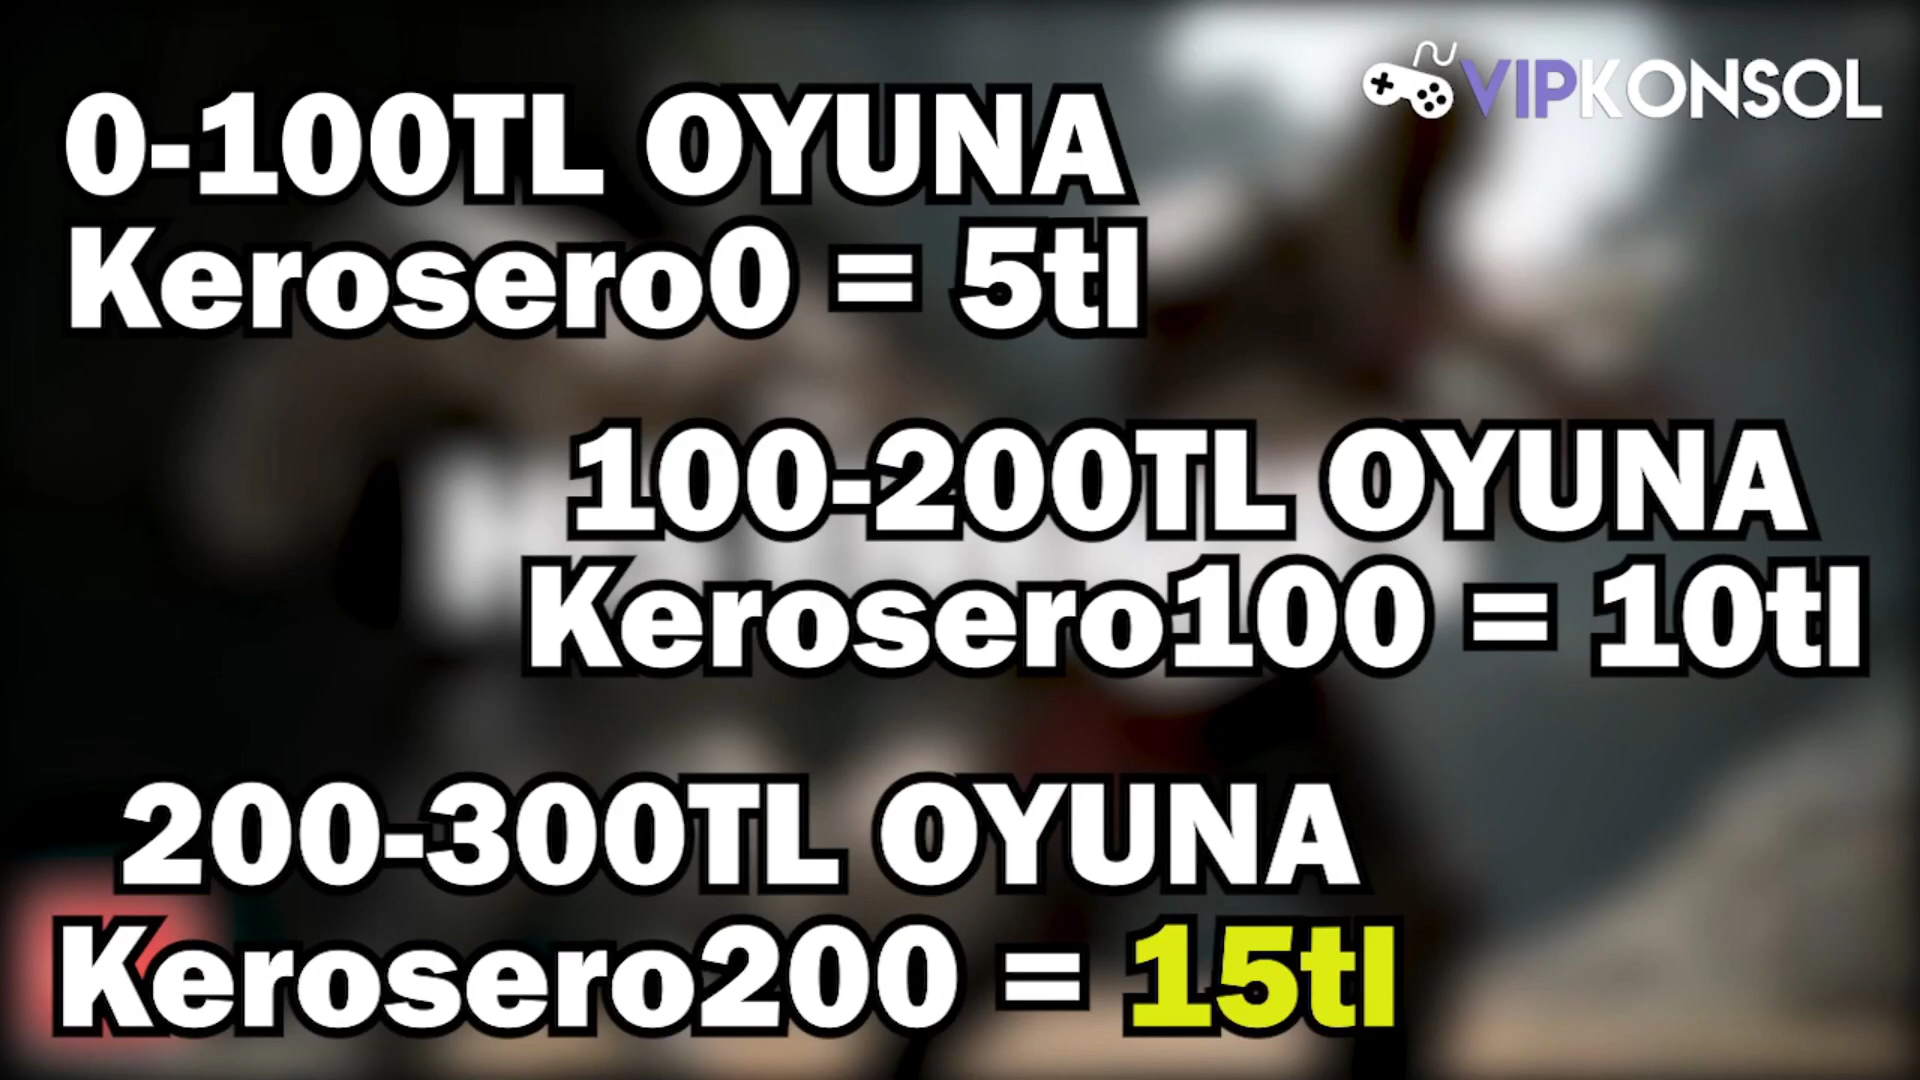 VIPKONSOL
0-100TL OYUNA
Kerosero0 = 5tl
100-200TL OYUNA
Kerosero100 = 10tl
200-300TL OYUNA
Kerosero200 = 15tl